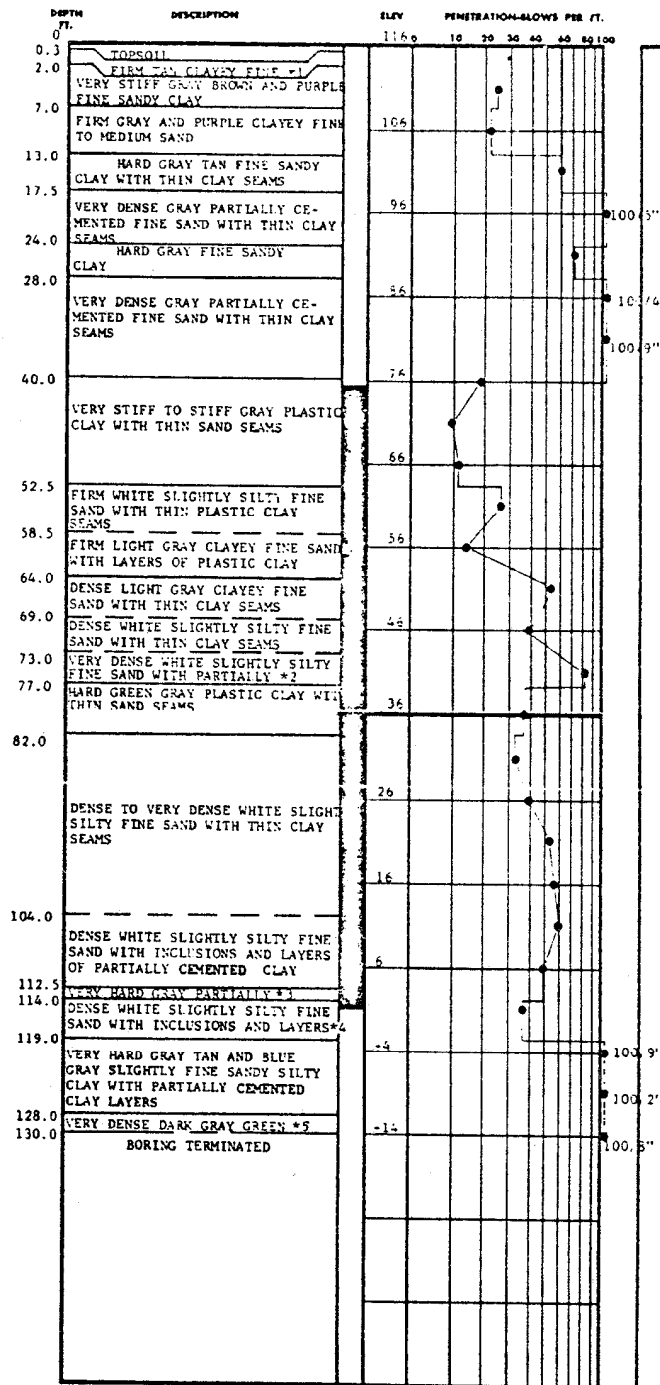 DEPTH DESCRIPTION ELEV PENETRATION-BLOWS PER FT.
FT.
0 116 0 10 20 30 40 60 80 100
0.3 TOPSOIL
2.0 FIRM TAN CLAYEY FINE *1
VERY STIFF GRAY BROWN AND PURPLE
FINE SANDY CLAY
7.0
FIRM GRAY AND PURPLE CLAYEY FINE
TO MEDIUM SAND
106
13.0
HARD GRAY TAN FINE SANDY
CLAY WITH THIN CLAY SEAMS
17.5
VERY DENSE GRAY PARTIALLY CE-
MENTED FINE SAND WITH THIN CLAY
SEAMS
96
24.0
HARD GRAY FINE SANDY
CLAY
28.0
VERY DENSE GRAY PARTIALLY CE-
MENTED FINE SAND WITH THIN CLAY
SEAMS
86
100/9"
40.0
76
VERY STIFF TO STIFF GRAY PLASTIC
CLAY WITH THIN SAND SEAMS
66
52.5
FIRM WHITE SLIGHTLY SILTY FINE
SAND WITH THIN PLASTIC CLAY
SEAMS
58.5
56
FIRM LIGHT GRAY CLAYEY FINE SAND
WITH LAYERS OF PLASTIC CLAY
64.0
DENSE LIGHT GRAY CLAYEY FINE
SAND WITH THIN CLAY SEAMS
69.0
46
DENSE WHITE SLIGHTLY SILTY FINE
SAND WITH THIN CLAY SEAMS
73.0
VERY DENSE WHITE SLIGHTLY SILTY
FINE SAND WITH PARTIALLY *2
77.0
HARD GREEN GRAY PLASTIC CLAY WIT
THIN SAND SEAMS
36
82.0
DENSE TO VERY DENSE WHITE SLIGHT
SILTY FINE SAND WITH THIN CLAY
SEAMS
26
16
104.0
DENSE WHITE SLIGHTLY SILTY FINE
SAND WITH INCLUSIONS AND LAYERS
OF PARTIALLY CEMENTED CLAY
6
112.5
VERY HARD GRAY PARTIALLY *3
114.0
DENSE WHITE SLIGHTLY SILTY FINE
SAND WITH INCLUSIONS AND LAYERS*4
119.0
-4
VERY HARD GRAY TAN AND BLUE
GRAY SLIGHTLY FINE SANDY SILTY
CLAY WITH PARTIALLY CEMENTED
CLAY LAYERS
100/2"
128.0
VERY DENSE DARK GRAY GREEN *5
130.0
-14
BORING TERMINATED